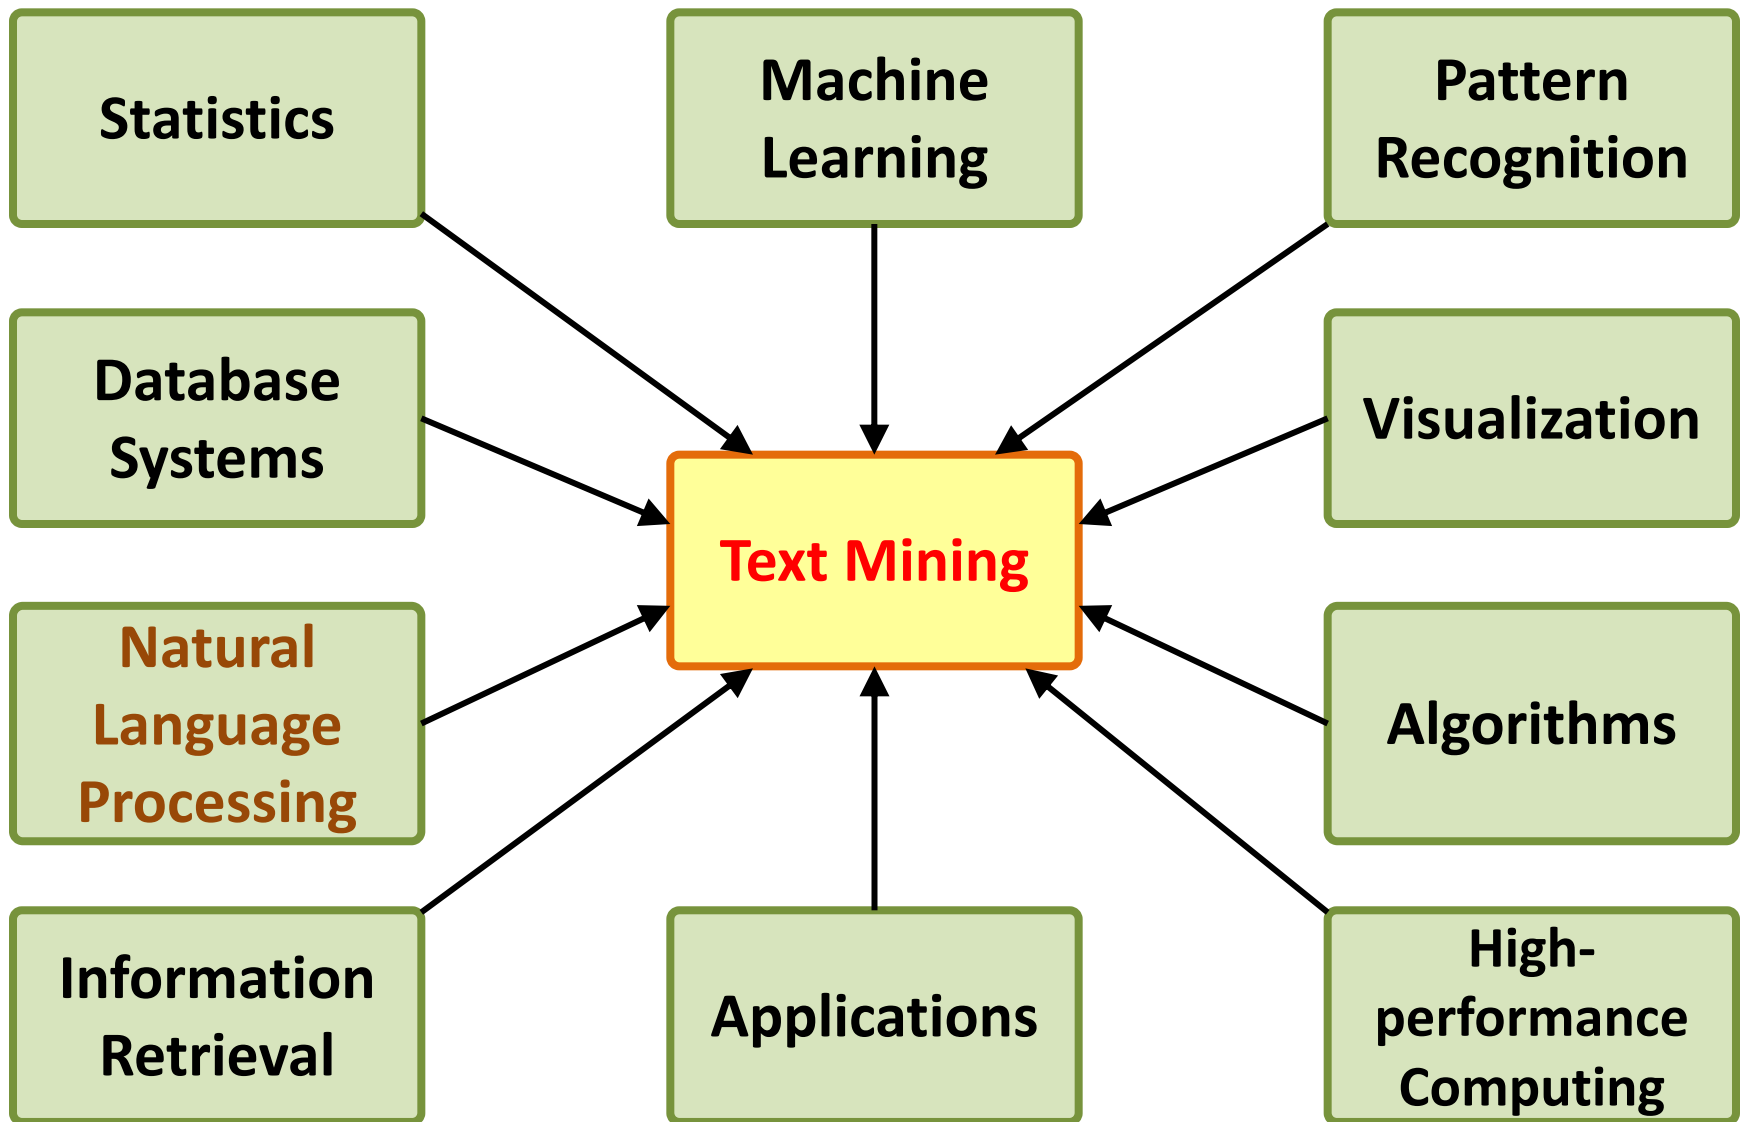 Statistics
Machine
Learning
Pattern
Recognition
Database
Systems
Visualization
Text Mining
Natural
Language
Processing
Algorithms
Information
Retrieval
Applications
High-
performance
Computing